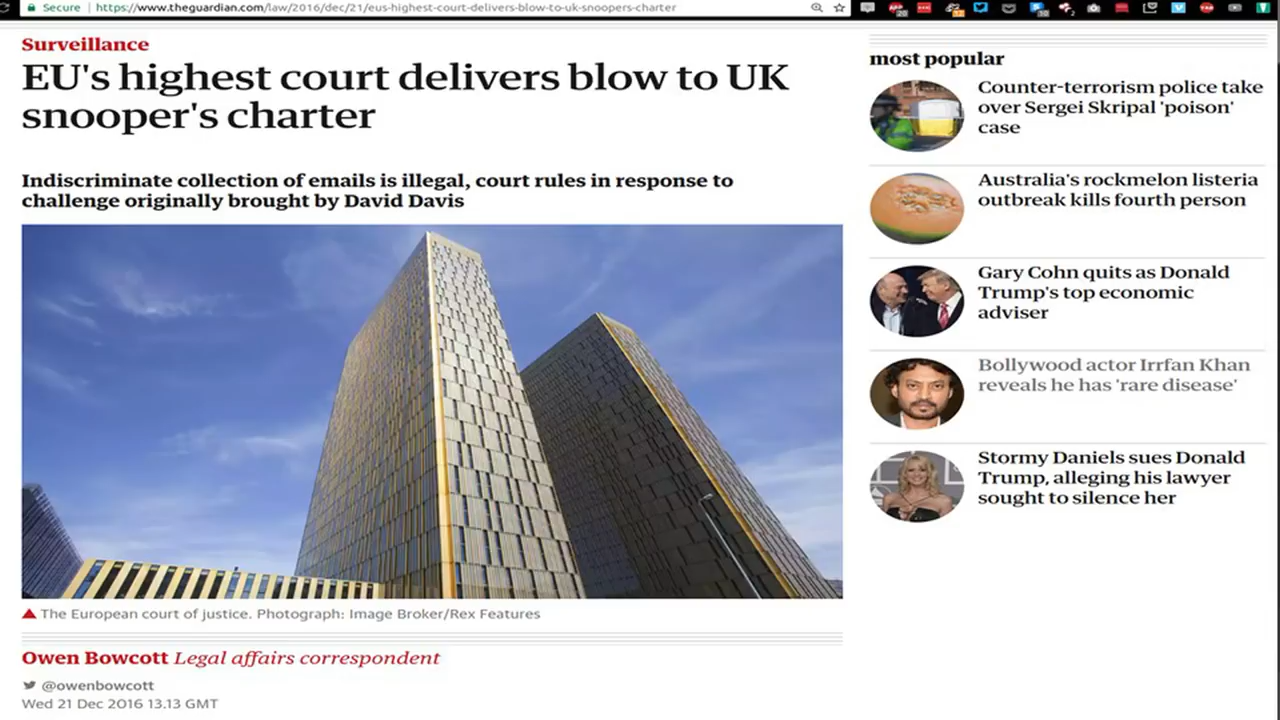 Secure
https://www.theguardian.com/law/2016/dec/21/eus-highest-court-delivers-blow-to-uk-snoopers-charter
Surveillance
EU's highest court delivers blow to UK
snooper's charter
Indiscriminate collection of emails is illegal, court rules in response to
challenge originally brought by David Davis
The European court of justice. Photograph: Image Broker/Rex Features
Owen Bowcott Legal affairs correspondent
@owenbowcott
Wed 21 Dec 2016 13.13 GMT
most popular
Counter-terrorism police take
over Sergei Skripal 'poison'
case
Australia's rockmelon listeria
outbreak kills fourth person
Gary Cohn quits as Donald
Trump's top economic
adviser
Bollywood actor Irrfan Khan
reveals he has 'rare disease'
Stormy Daniels sues Donald
Trump, alleging his lawyer
sought to silence her